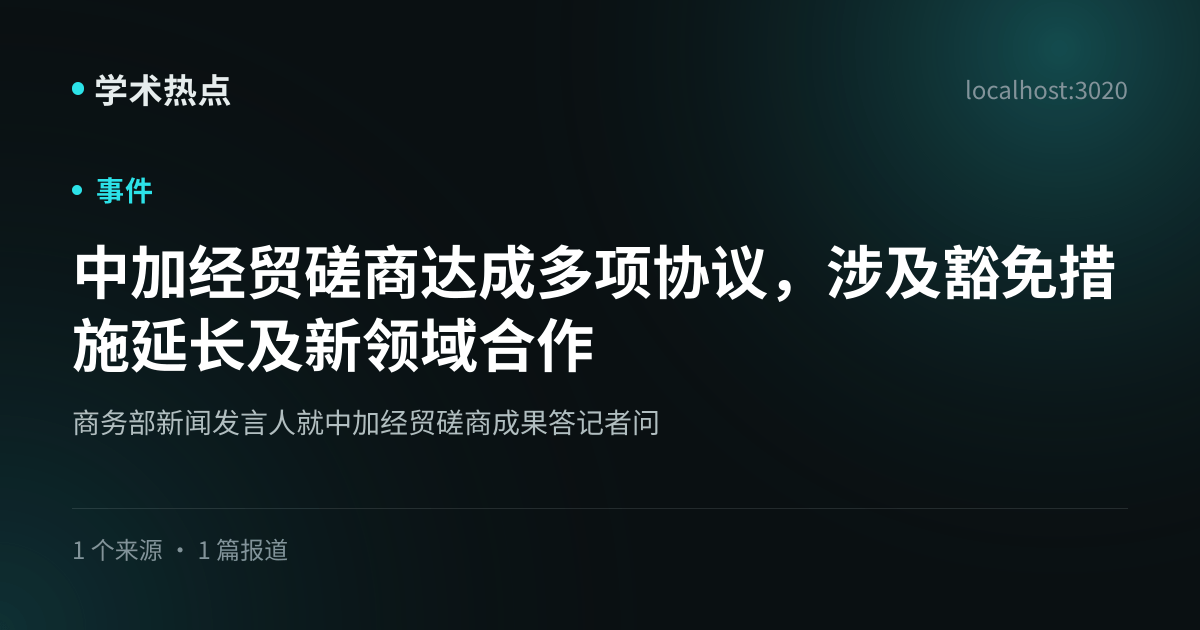 学术热点
localhost:3020
事件
中加经贸磋商达成多项协议，涉及豁免措
施延长及新领域合作
商务部新闻发言人就中加经贸磋商成果答记者问
1 个来源 · 1 篇报道